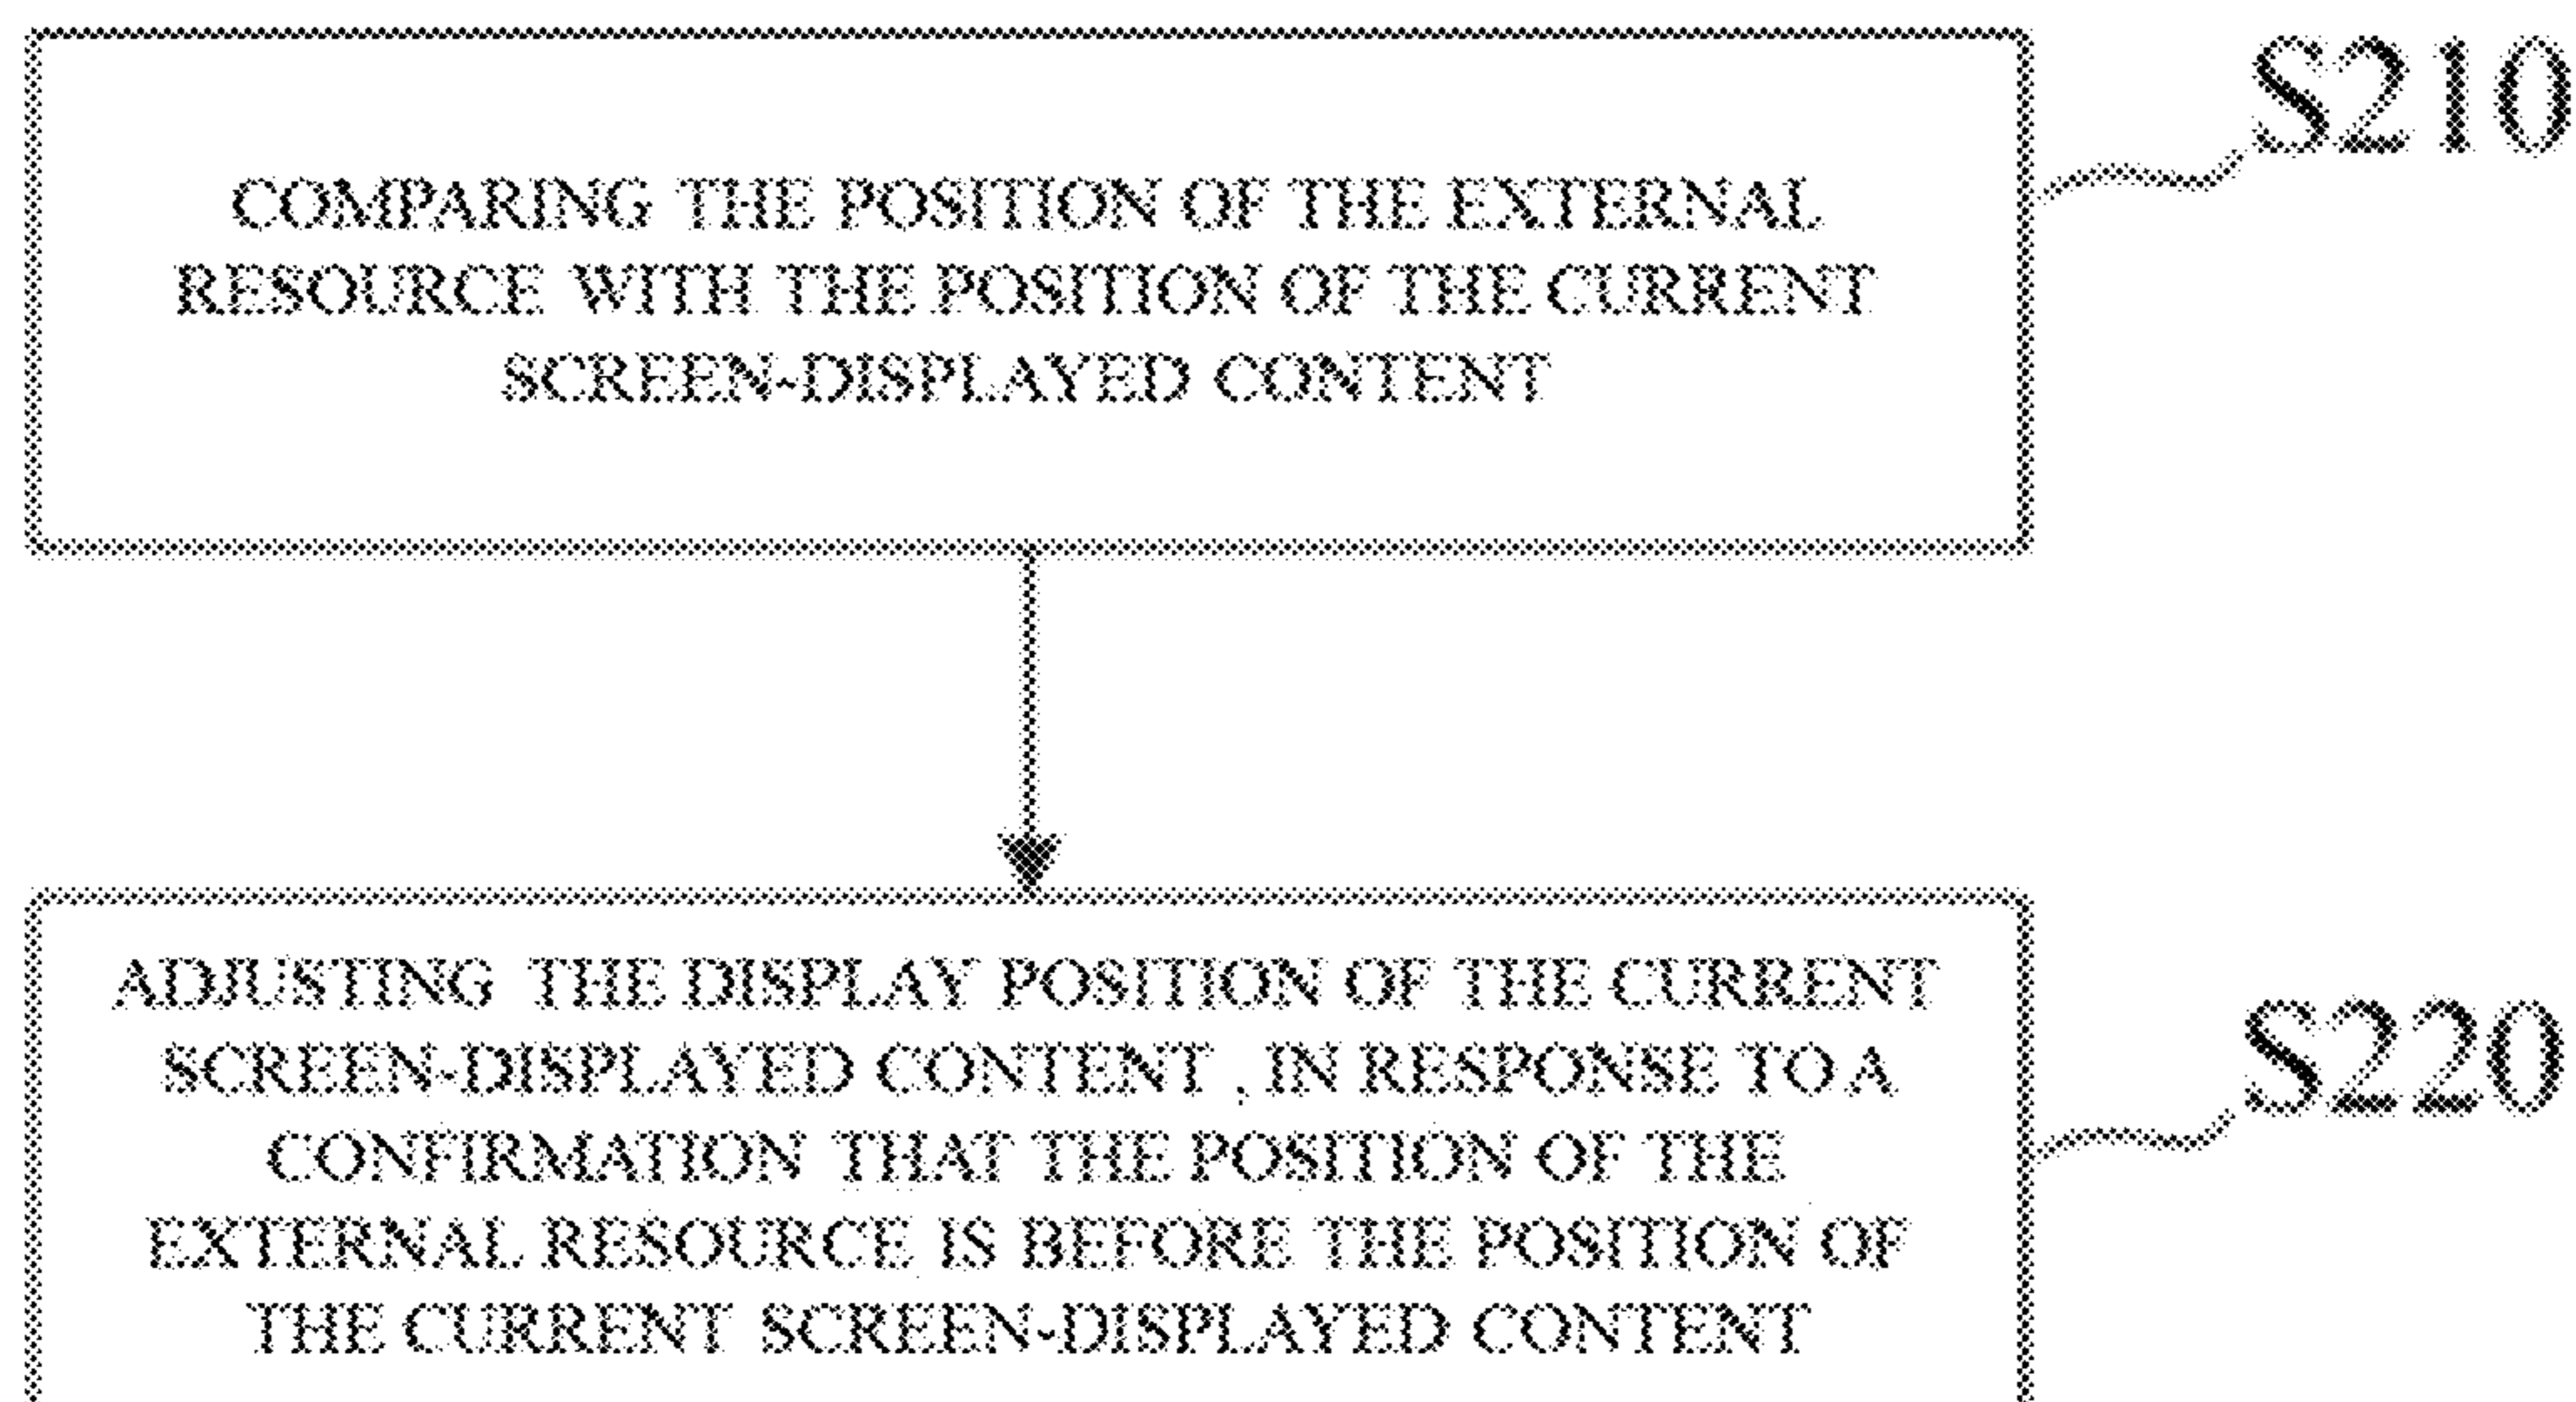 S210
COMPARING THE POSITION OF THE EXTERNAL
RESOURCE WITH THE POSITION OF THE CURRENT
SCREEN-DISPLAYED CONTENT
ADJUSTING THE DISPLAY POSITION OF THE CURRENT
SCREEN-DISPLAYED CONTENT , IN RESPONSE TO A
CONFIRMATION THAT THE POSITION OF THE
EXTERNAL RESOURCE IS BEFORE THE POSITION OF
THE CURRENT SCREEN-DISPLAYED CONTENT
S220